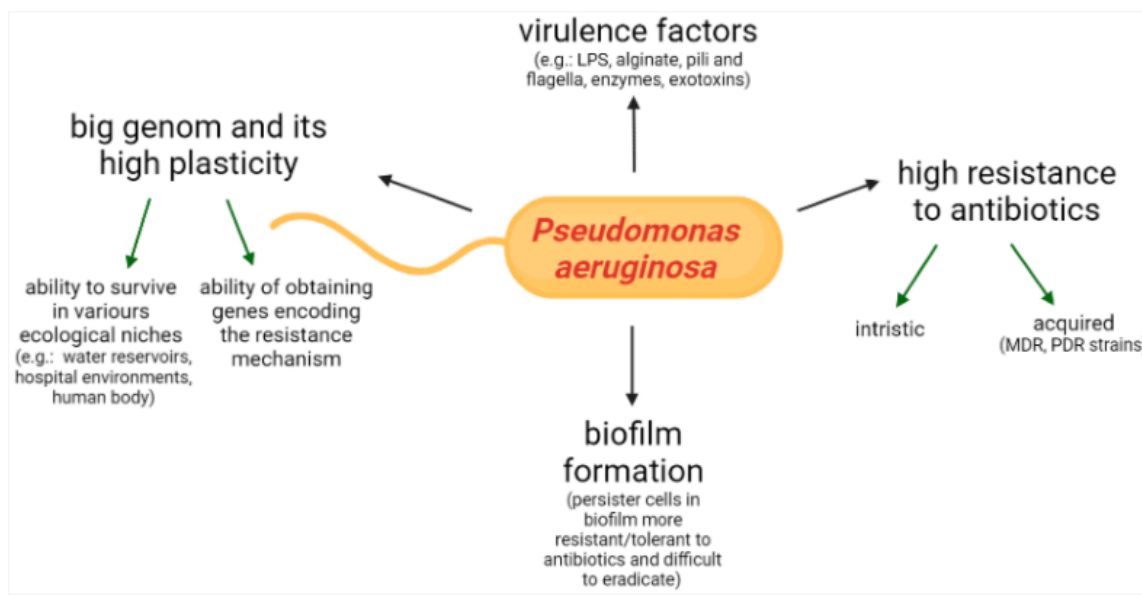 virulence factors
(e.g.: LPS, alginate, pili and
flagella, enzymes, exotoxins)
big genom and its
high plasticity
high resistance
to antibiotics
Pseudomonas
aeruginosa
ability to survive
in variours
ecological niches
(e.g.: water reservoirs,
hospital environments,
human body)
ability of obtaining
genes encoding
the resistance
mechanism
intristic
acquired
(MDR, PDR strains)
biofilm
formation
(persister cells in
biofilm more
resistant/tolerant to
antibiotics and difficult
to eradicate)